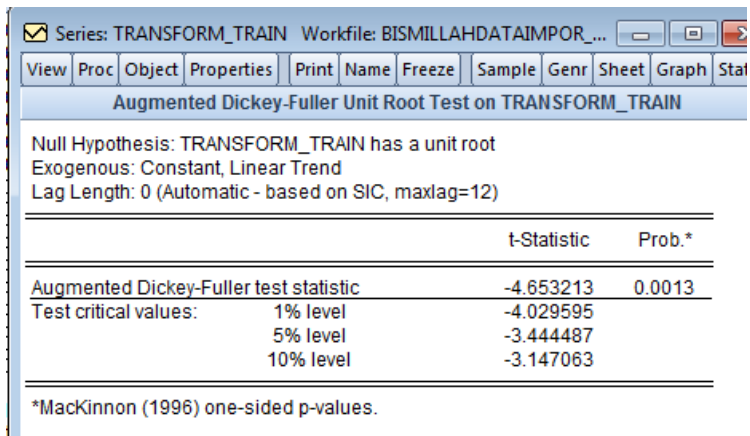 Series: TRANSFORM_TRAIN Workfile: BISMILLAHDATAIMPOR_...
View Proc Object Properties Print Name Freeze Sample Genr Sheet Graph Stat
Augmented Dickey-Fuller Unit Root Test on TRANSFORM_TRAIN
Null Hypothesis: TRANSFORM_TRAIN has a unit root
Exogenous: Constant, Linear Trend
Lag Length: 0 (Automatic - based on SIC, maxlag=12)
t-Statistic Prob.*
Augmented Dickey-Fuller test statistic -4.653213 0.0013
Test critical values: 1% level -4.029595
5% level -3.444487
10% level -3.147063
*MacKinnon (1996) one-sided p-values.